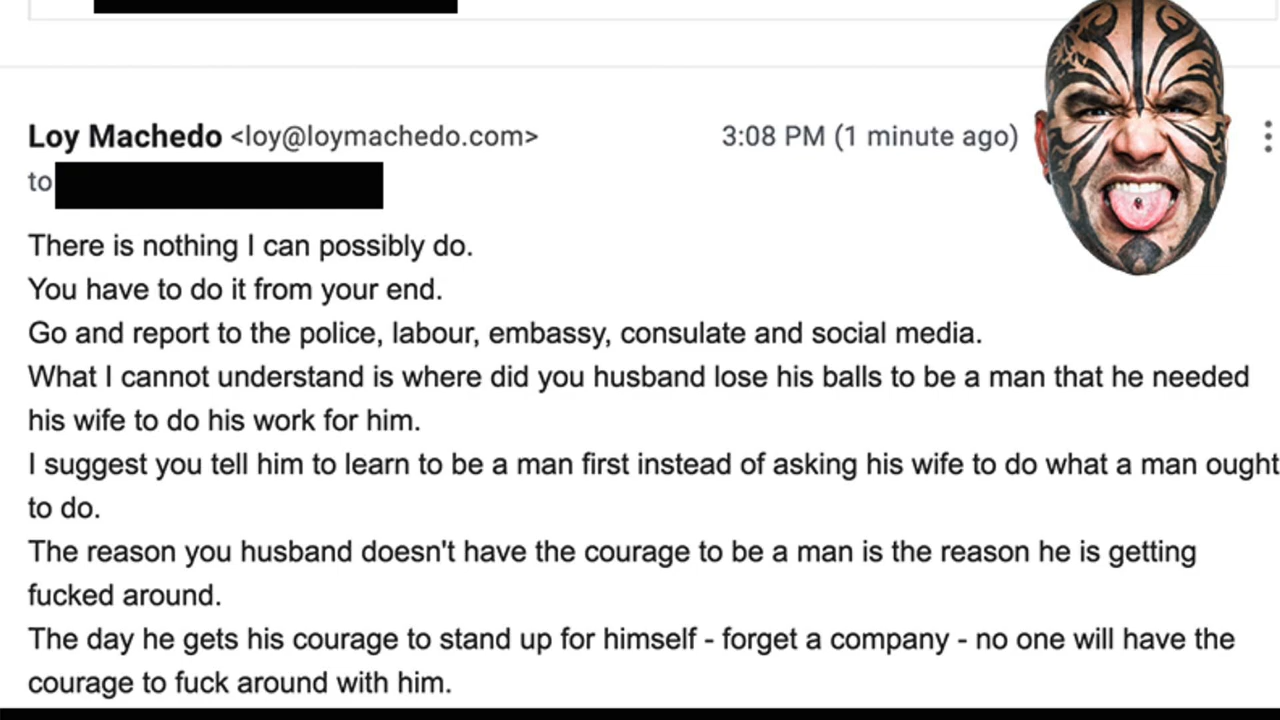 Loy Machedo <loy@loymachedo.com> 3:08 PM (1 minute ago)
to
There is nothing I can possibly do.
You have to do it from your end.
Go and report to the police, labour, embassy, consulate and social media.
What I cannot understand is where did you husband lose his balls to be a man that he needed
his wife to do his work for him.
I suggest you tell him to learn to be a man first instead of asking his wife to do what a man ought
to do.
The reason you husband doesn't have the courage to be a man is the reason he is getting
fucked around.
The day he gets his courage to stand up for himself - forget a company - no one will have the
courage to fuck around with him.